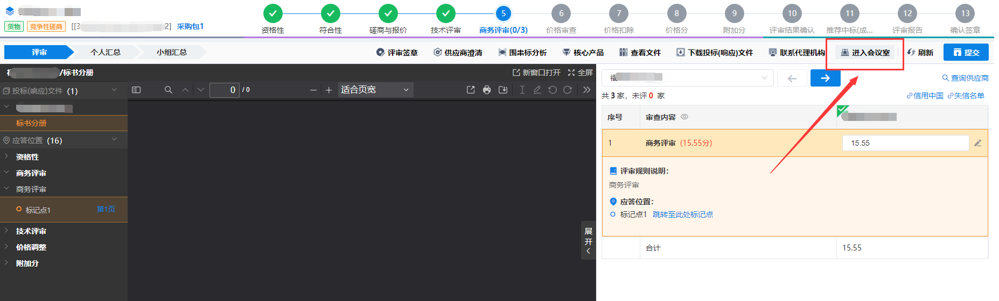 资格性
符合性
磋商与报价
技术评审
5
商务评审(0/3)
6
价格审查
7
价格扣除
8
价格分
9
附加分
10
评审结果确认
11
推荐中标(成...
12
评审报告
13
确认签章
货物 竞争性磋商 [[3 2] 采购包1
评审 个人汇总 小组汇总
评审签章 供应商澄清 围串标分析 核心产品 查看文件 下载投标(响应)文件 联系代理机构 进入会议室 刷新 提交
/标书分册
新窗口打开 全屏
投标(响应)文件 (1)
标书分册
应答位置 (16)
资格性
商务评审
商务评审
标记点1 第1页
技术评审
价格调整
附加分
0 / 0
适合页宽
展开
福
查询供应商
共 3 家，未评 0 家
信用中国 失信名单
序号 审查内容
1 商务评审 (15.55分) 15.55
评审规则说明：
商务评审
应答位置：
标记点1 跳转至此处标记点
合计 15.55